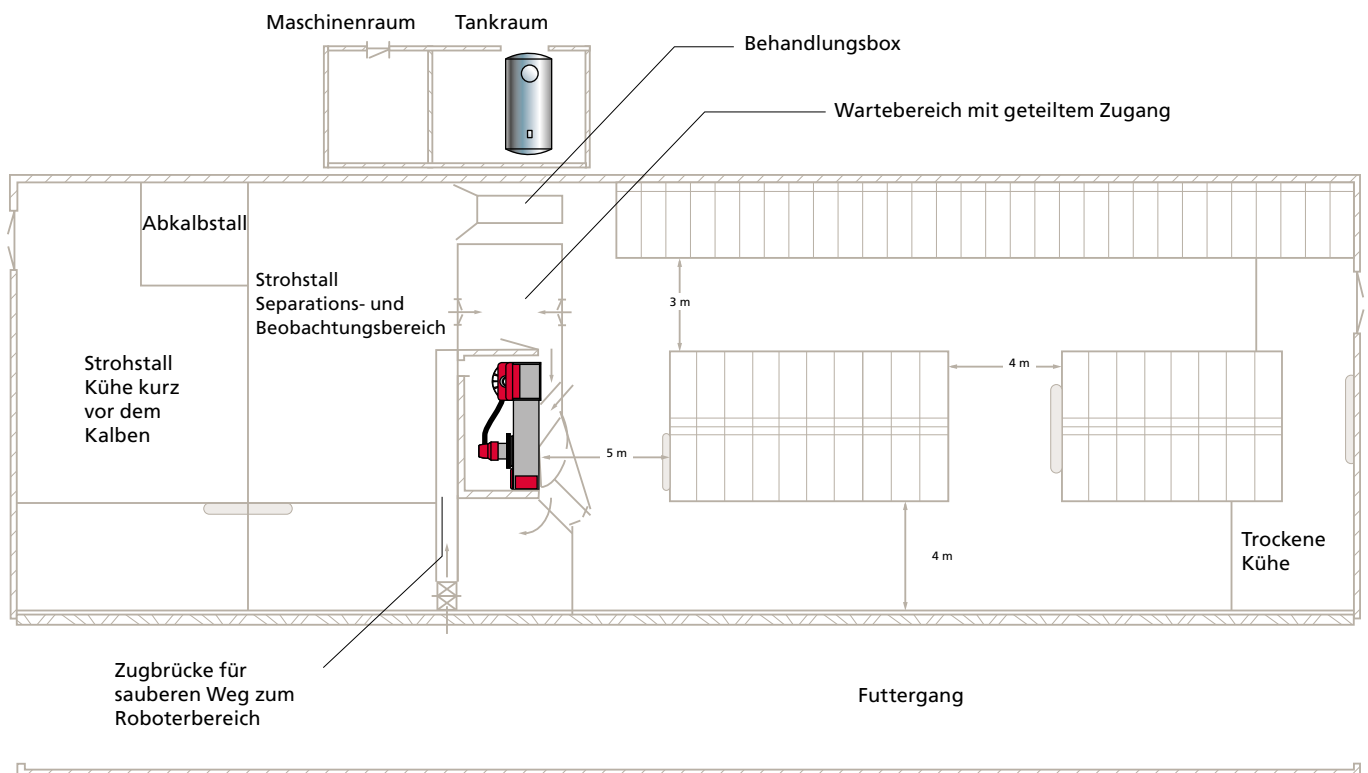 Maschinenraum
Tankraum
Behandlungsbox
Wartebereich mit geteiltem Zugang
Abkalbstall
Strohstall
Separations- und
Beobachtungsbereich
Strohstall
Kühe kurz
vor dem
Kalben
3 m
4 m
5 m
4 m
Trockene
Kühe
Zugbrücke für
sauberen Weg zum
Roboterbereich
Futtergang